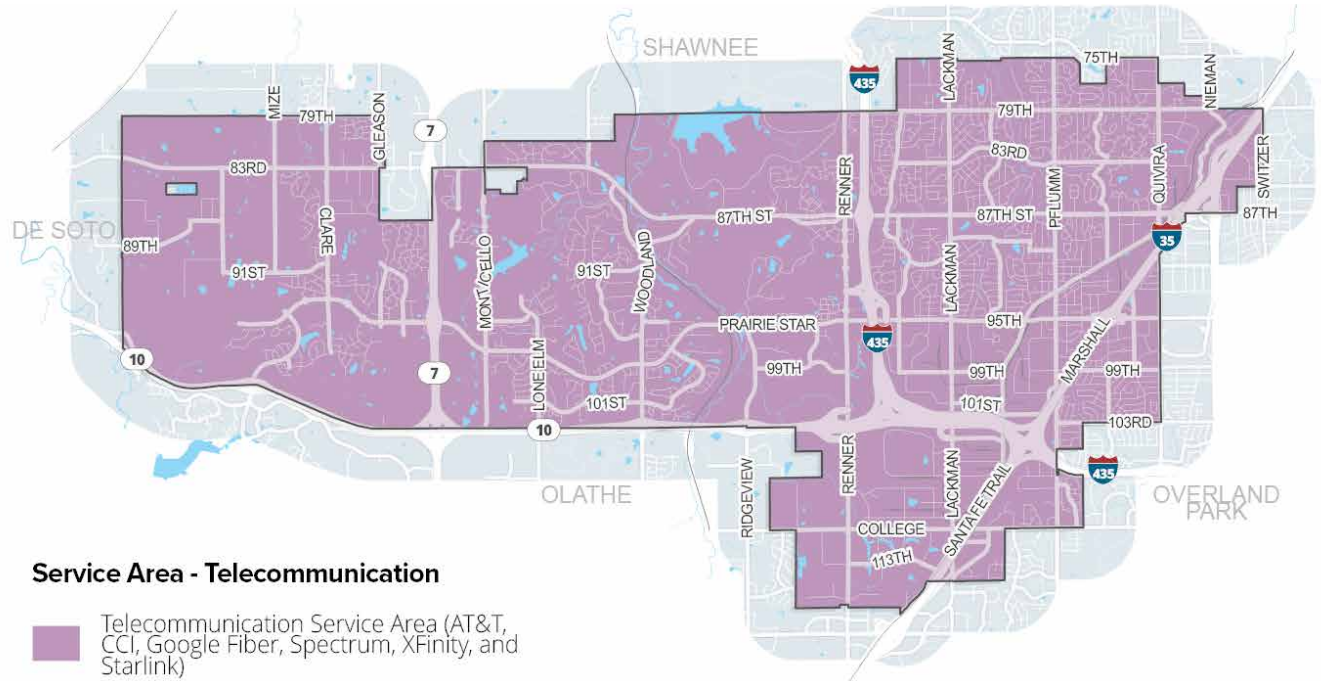 SHAWNEE
435
LACKMAN
75TH
NIEMAN
MIZE
79TH
GLEASON
7
79TH
83RD
83RD
RENNER
PFLUMM
QUIVIRA
SWITZER
CLARE
87TH ST
87TH ST
87TH
DE SOTO
89TH
35
91ST
MONTICELLO
91ST
WOODLAND
LACKMAN
PRAIRIE STAR
95TH
435
MARSHALL
10
7
LONE ELM
99TH
99TH
99TH
101ST
101ST
103RD
10
RENNER
435
OLATHE
RIDGEVIEW
LACKMAN
SANTA FE TRAIL
OVERLAND
PARK
COLLEGE
113TH
Service Area - Telecommunication
Telecommunication Service Area (AT&T,
CCI, Google Fiber, Spectrum, XFinity, and
Starlink)